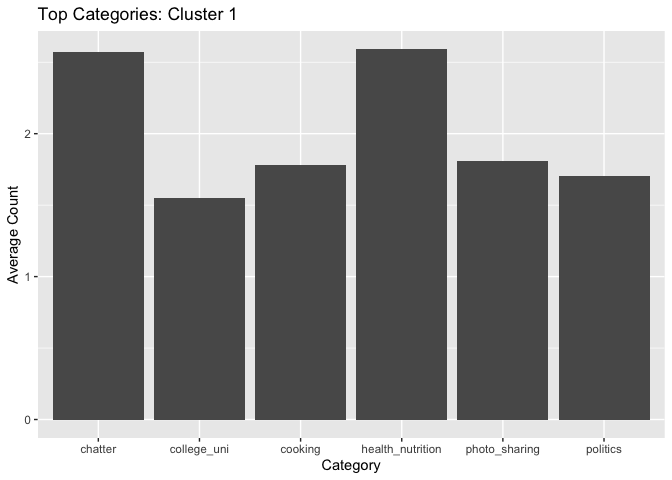 Top Categories: Cluster 1
Average Count
2
1
0
chatter college_uni cooking health_nutrition photo_sharing politics
Category